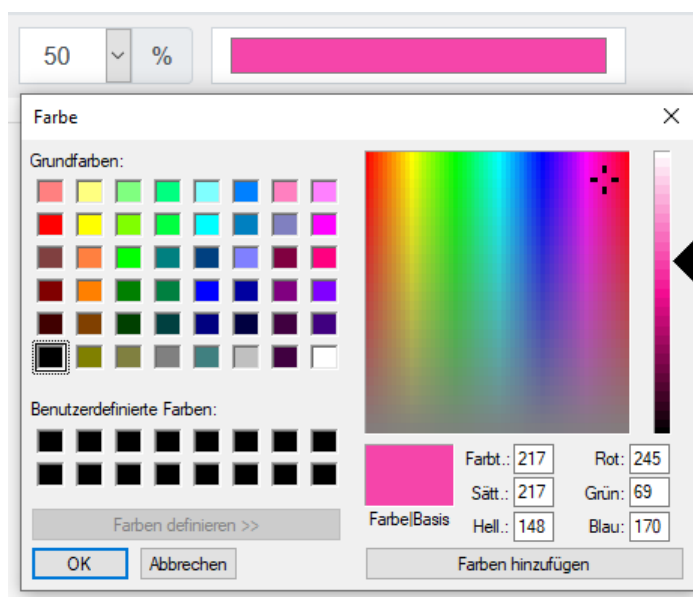 50 %
Farbe
Grundfarben:
Benutzerdefinierte Farben:
Farben definieren >>
OK Abbrechen
Farbe|Basis
Farbt.: 217 Rot: 245
Sätt.: 217 Grün: 69
Hell.: 148 Blau: 170
Farben hinzufügen